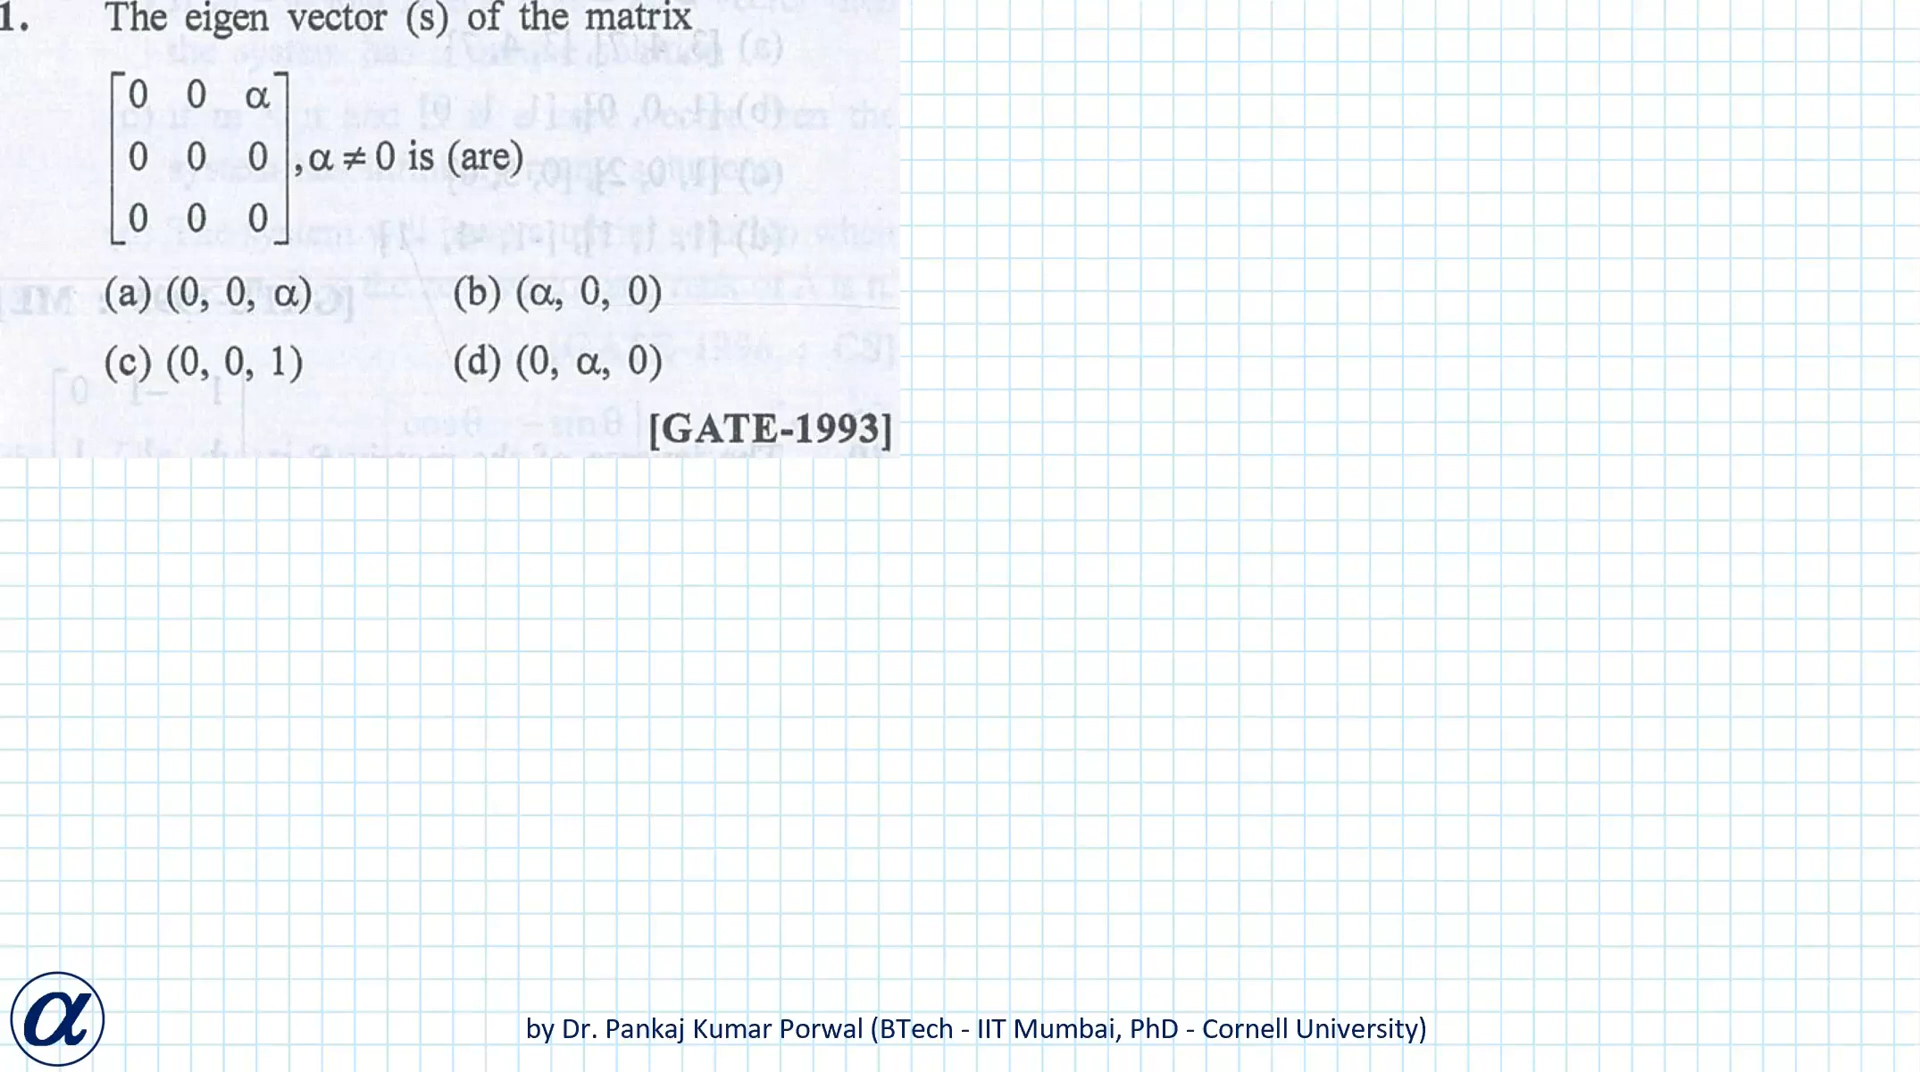 1. The eigen vector (s) of the matrix
[0 0 α
0 0 0
0 0 0] , α ≠ 0 is (are)
(a) (0, 0, α) (b) (α, 0, 0)
(c) (0, 0, 1) (d) (0, α, 0)
[GATE-1993]
α
by Dr. Pankaj Kumar Porwal (BTech - IIT Mumbai, PhD - Cornell University)